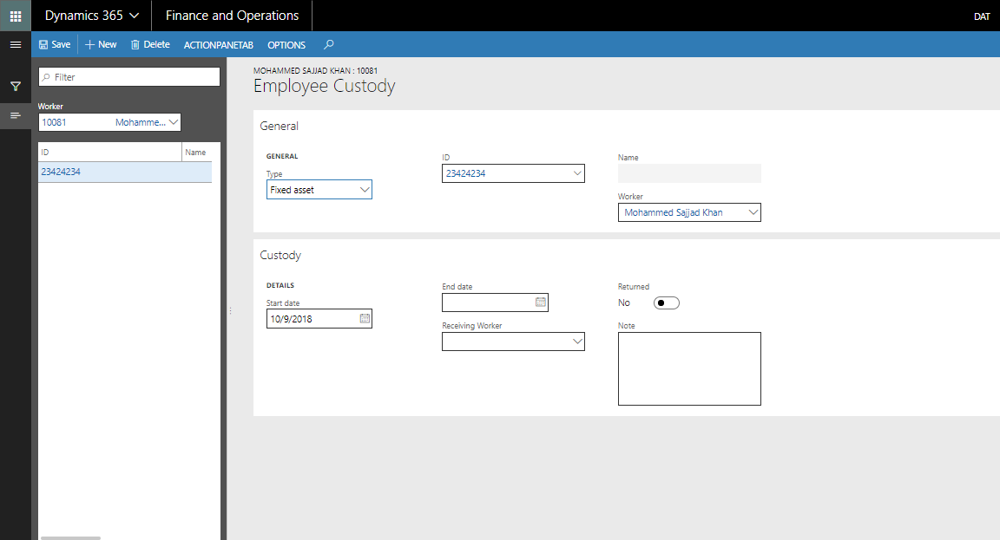 Dynamics 365 Finance and Operations DAT
Save New Delete ACTIONPANETAB OPTIONS
Filter
Worker
10081 Mohamme...
ID Name
23424234
MOHAMMED SAJJAD KHAN : 10081
Employee Custody
General
GENERAL
Type
Fixed asset
ID
23424234
Name
Worker
Mohammed Sajjad Khan
Custody
DETAILS
Start date
10/9/2018
End date
Receiving Worker
Returned
No
Note